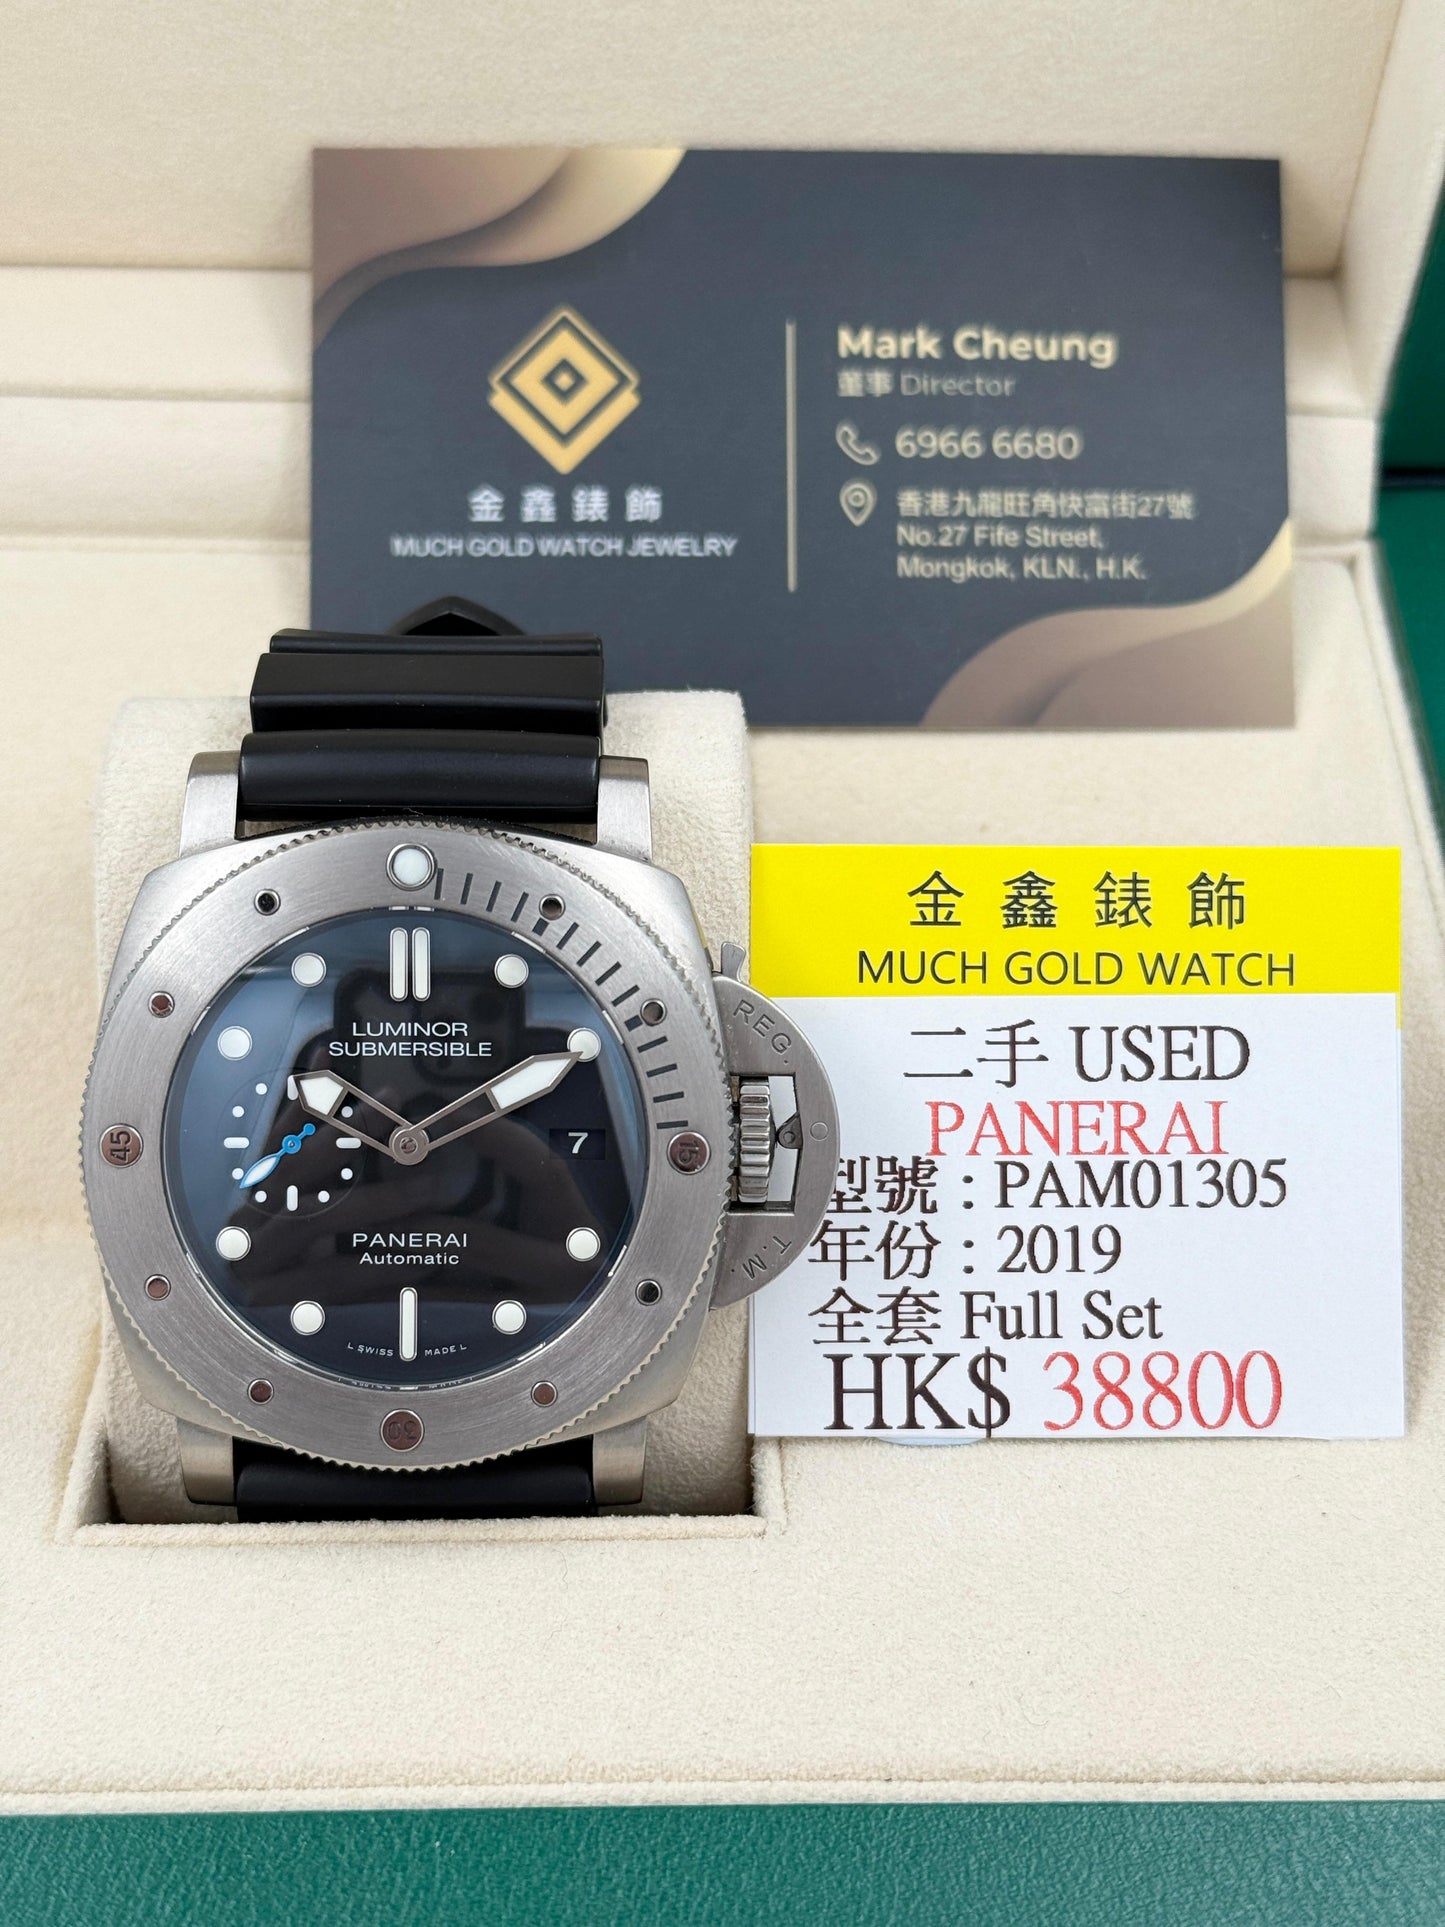 Mark Cheung
董事 Director
6966 6680
香港九龍旺角快富街27號
No.27 Fife Street,
Mongkok, KLN., H.K.
金鑫錶飾
MUCH GOLD WATCH JEWELRY
LUMINOR
SUBMERSIBLE
7
PANERAI
Automatic
L SWISS MADE L
15
30
45
REG.
T.M.
金鑫錶飾
MUCH GOLD WATCH
二手 USED
PANERAI
型號 : PAM01305
年份 : 2019
全套 Full Set
HK$ 38800